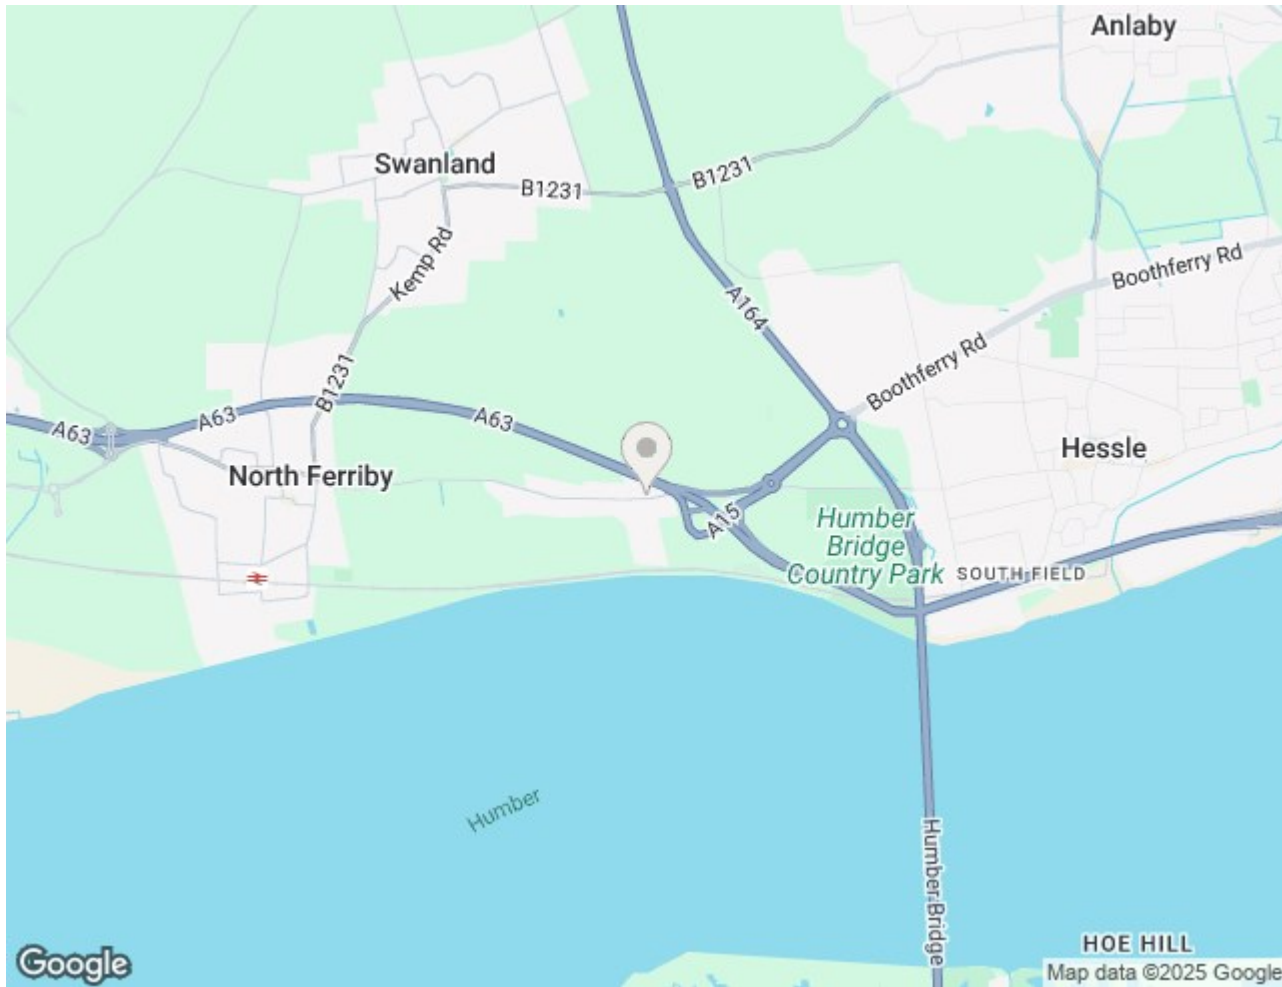 Anlaby
Swanland
B1231
B1231
Kemp Rd
Boothferry Rd
A164
Boothferry Rd
B1231
A63
A63
A63
Hessle
North Ferriby
A15
Humber
Bridge
Country Park
SOUTH FIELD
Humber
Humber Bridge
HOE HILL
Google
Map data ©2025 Google